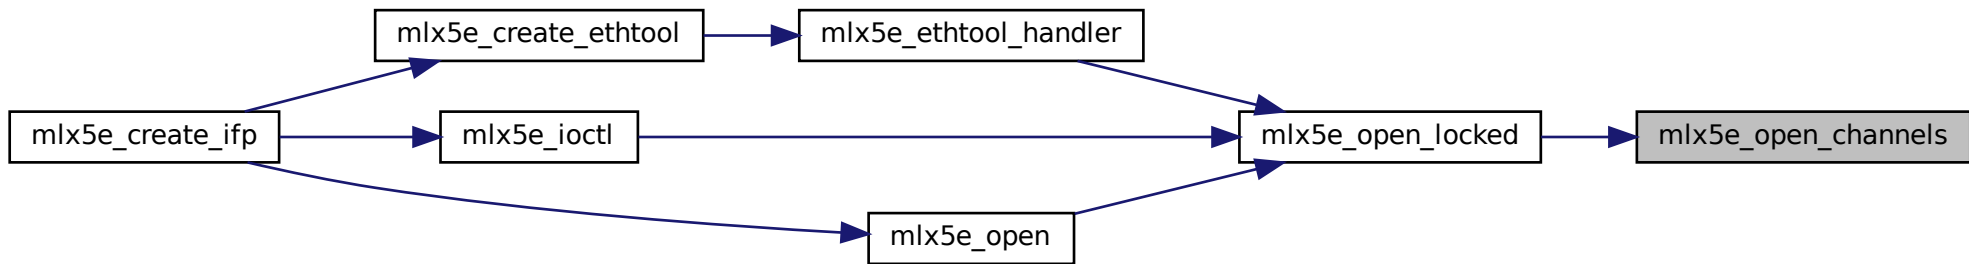 mlx5e_create_ethtool
mlx5e_ethtool_handler
mlx5e_create_ifp
mlx5e_ioctl
mlx5e_open_locked
mlx5e_open_channels
mlx5e_open